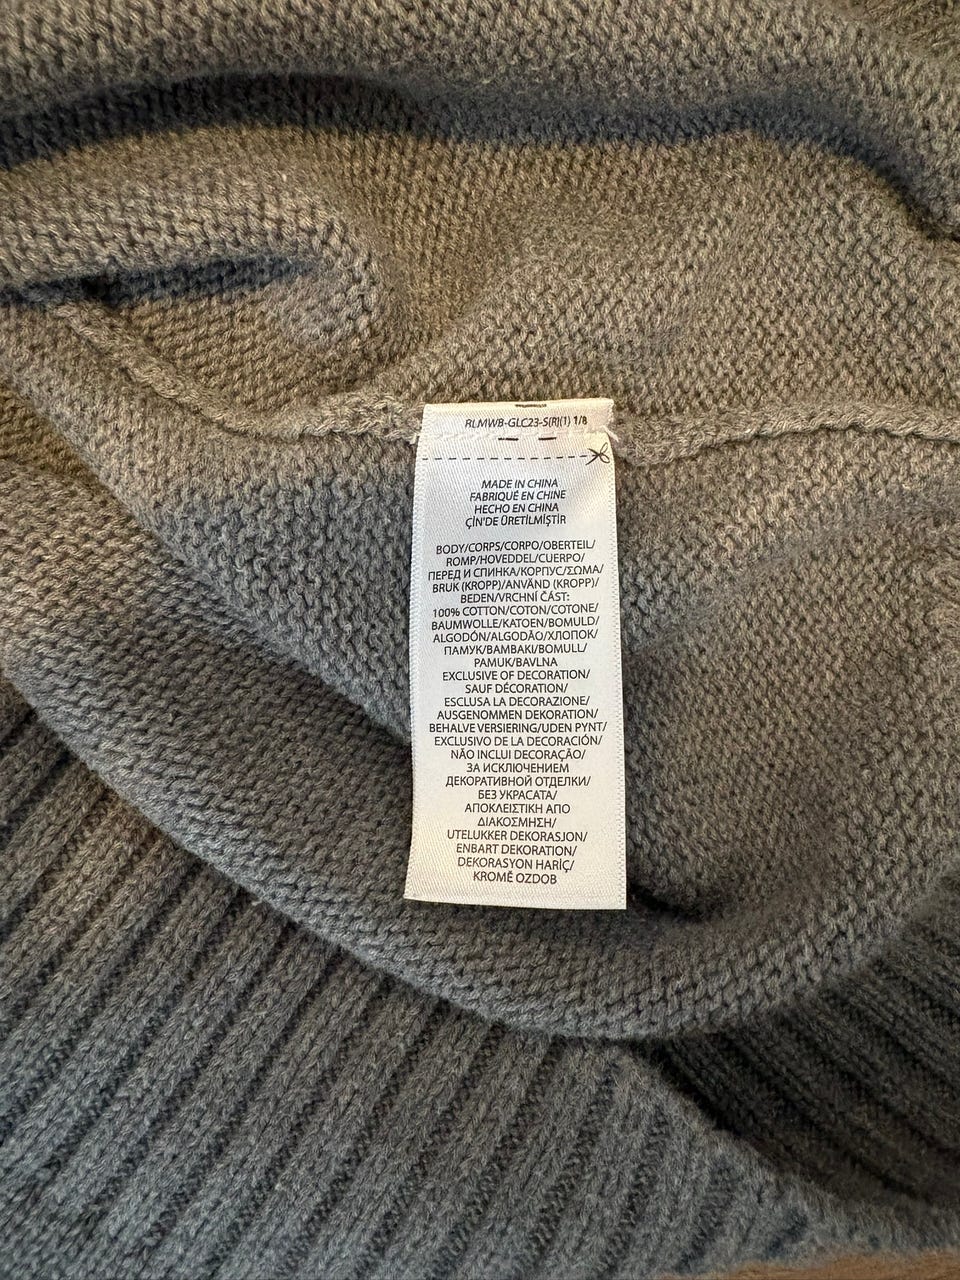 RLMWB-GLC23-S(R)(1) 1/8
MADE IN CHINA
FABRIQUÉ EN CHINE
HECHO EN CHINA
ÇİN'DE ÜRETİLMİŞTİR
BODY/CORPS/CORPO/OBERTEIL/
ROMP/HOVEDDEL/CUERPO/
ПЕРЕД И СПИНКА/КОРПУС/ΣΩΜΑ/
BRUK (KROPP)/ANVÄND (KROPP)/
BEDEN/VRCHNÍ ČÁST:
100% COTTON/COTON/COTONE/
BAUMWOLLE/KATOEN/BOMULD/
ALGODÓN/ALGODÃO/ХЛОПОК/
ПАМУК/ΒΑΜΒΑΚΙ/BOMULL/
PAMUK/BAVLNA
EXCLUSIVE OF DECORATION/
SAUF DÉCORATION/
ESCLUSA LA DECORAZIONE/
AUSGENOMMEN DEKORATION/
BEHALVE VERSIERING/UDEN PYNT/
EXCLUSIVO DE LA DECORACIÓN/
NÃO INCLUI DECORAÇÃO/
ЗА ИСКЛЮЧЕНИЕМ
ДЕКОРАТИВНОЙ ОТДЕЛКИ/
БЕЗ УКРАСАТА/
ΑΠΟΚΛΕΙΣΤΙΚΗ ΑΠΟ
ΔΙΑΚΟΣΜΗΣΗ/
UTELUKKER DEKORASJON/
ENBART DEKORATION/
DEKORASYON HARİÇ/
KROMĚ OZDOB